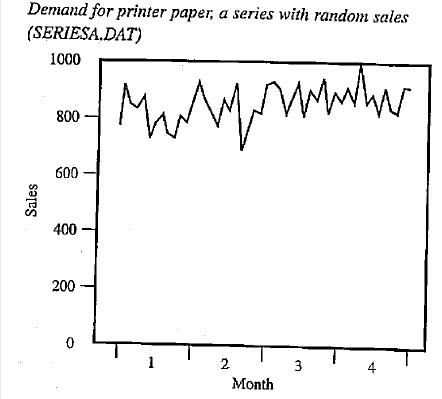 Demand for printer paper, a series with random sales
(SERIESA.DAT)
1000
800
600
400
200
0
Sales
1 2 3 4
Month